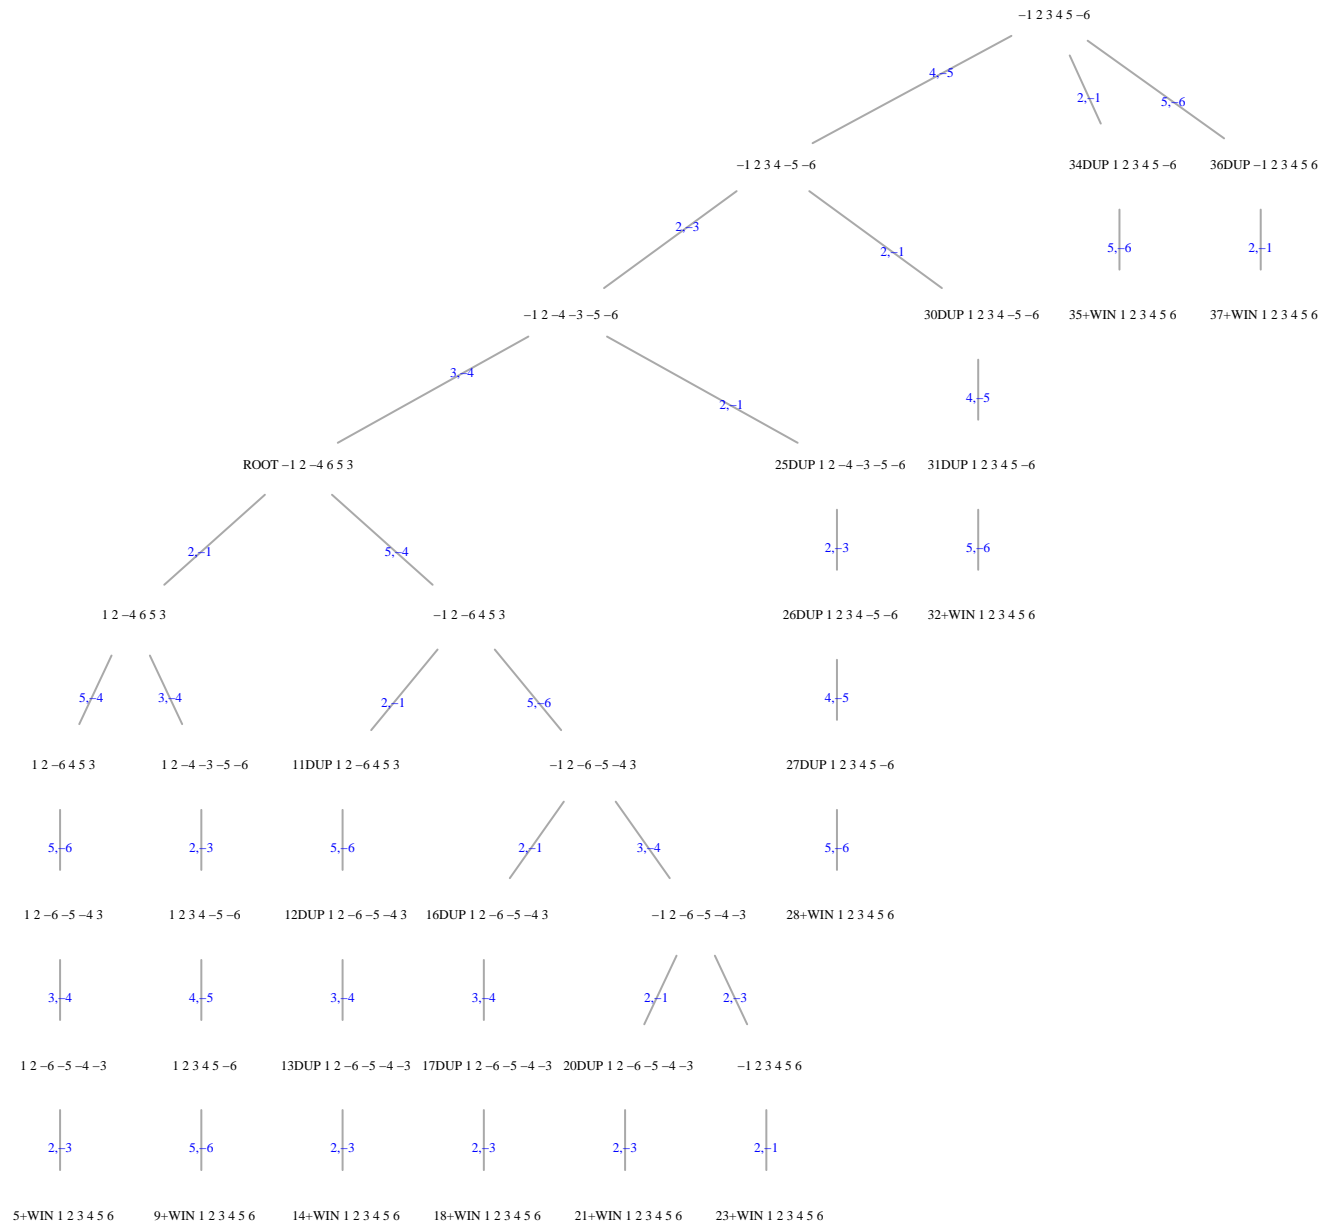 −1 2 3 4 5 −6
4,−5
2,−1
5,−6
−1 2 3 4 −5 −6
34DUP 1 2 3 4 5 −6
36DUP −1 2 3 4 5 6
2,−3
2,−1
5,−6
2,−1
−1 2 −4 −3 −5 −6
30DUP 1 2 3 4 −5 −6
35+WIN 1 2 3 4 5 6
37+WIN 1 2 3 4 5 6
3,−4
2,−1
4,−5
ROOT −1 2 −4 6 5 3
25DUP 1 2 −4 −3 −5 −6
31DUP 1 2 3 4 5 −6
2,−1
5,−4
2,−3
5,−6
1 2 −4 6 5 3
−1 2 −6 4 5 3
26DUP 1 2 3 4 −5 −6
32+WIN 1 2 3 4 5 6
5,−4
3,−4
2,−1
5,−6
4,−5
1 2 −6 4 5 3
1 2 −4 −3 −5 −6
11DUP 1 2 −6 4 5 3
−1 2 −6 −5 −4 3
27DUP 1 2 3 4 5 −6
5,−6
2,−3
5,−6
2,−1
3,−4
5,−6
1 2 −6 −5 −4 3
1 2 3 4 −5 −6
12DUP 1 2 −6 −5 −4 3
16DUP 1 2 −6 −5 −4 3
−1 2 −6 −5 −4 −3
28+WIN 1 2 3 4 5 6
3,−4
4,−5
3,−4
3,−4
2,−1
2,−3
1 2 −6 −5 −4 −3
1 2 3 4 5 −6
13DUP 1 2 −6 −5 −4 −3
17DUP 1 2 −6 −5 −4 −3
20DUP 1 2 −6 −5 −4 −3
−1 2 3 4 5 6
2,−3
5,−6
2,−3
2,−3
2,−3
2,−1
5+WIN 1 2 3 4 5 6
9+WIN 1 2 3 4 5 6
14+WIN 1 2 3 4 5 6
18+WIN 1 2 3 4 5 6
21+WIN 1 2 3 4 5 6
23+WIN 1 2 3 4 5 6